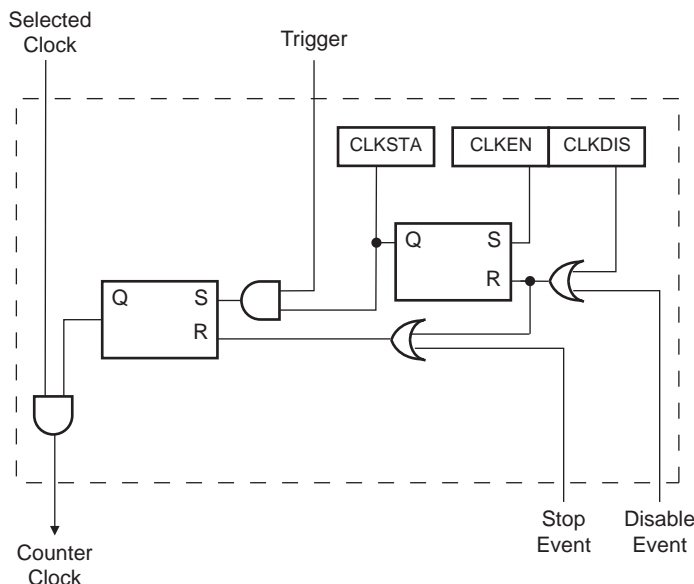 Selected
Clock
Trigger
CLKSTA
CLKEN
CLKDIS
Q
S
R
Q
S
R
Stop
Event
Disable
Event
Counter
Clock